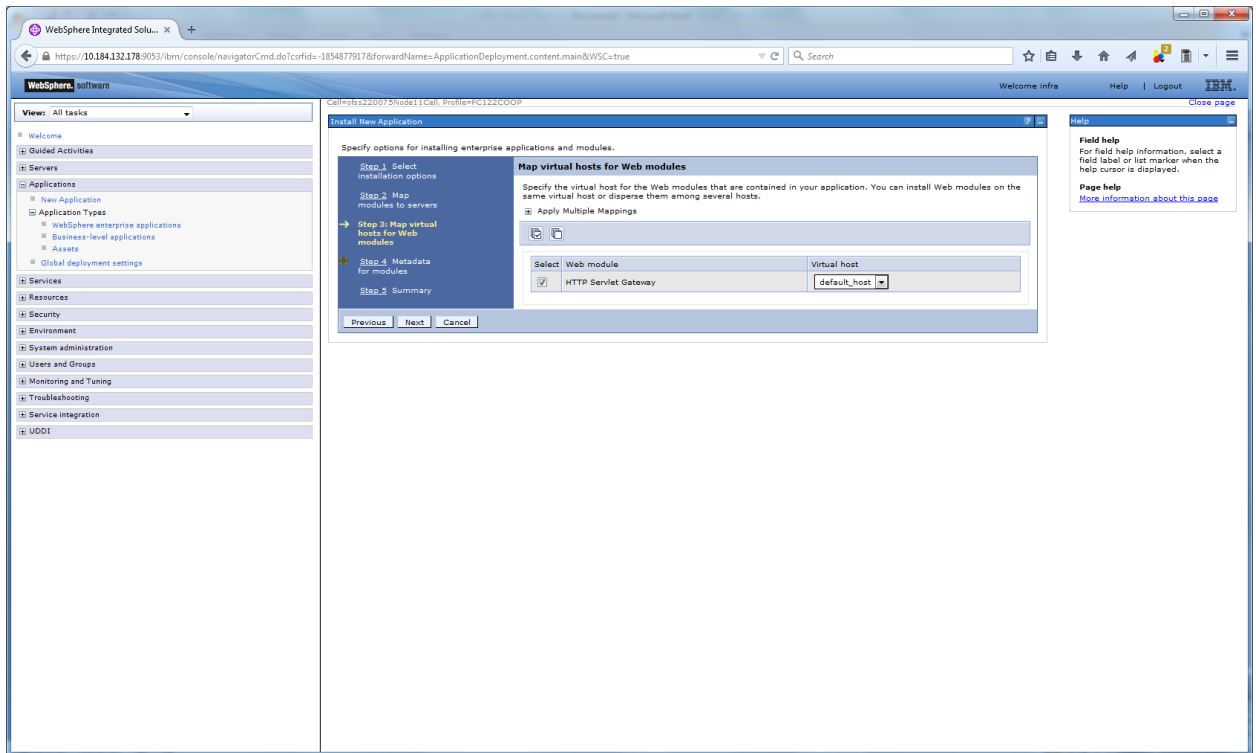 WebSphere Integrated Solu... × +
https://10.184.132.178:9053/ibm/console/navigatorCmd.do?csrfid=-1854877917&forwardName=ApplicationDeployment.content.main&WSC=true
Search
2
WebSphere. software
Welcome infra
Help | Logout
IBM.
View: All tasks
Welcome
Guided Activities
Servers
Applications
New Application
Application Types
WebSphere enterprise applications
Business-level applications
Assets
Global deployment settings
Services
Resources
Security
Environment
System administration
Users and Groups
Monitoring and Tuning
Troubleshooting
Service integration
UDDI
Cell=ofss220075Node11Cell, Profile=FC122COOP
Close page
Install New Application
?
Specify options for installing enterprise applications and modules.
Step 1 Select
installation options
Step 2 Map
modules to servers
Step 3: Map virtual
hosts for Web
modules
Step 4 Metadata
for modules
Step 5 Summary
Map virtual hosts for Web modules
Specify the virtual host for the Web modules that are contained in your application. You can install Web modules on the
same virtual host or disperse them among several hosts.
Apply Multiple Mappings
Select Web module Virtual host
HTTP Servlet Gateway default_host
Previous Next Cancel
Help
Field help
For field help information, select a
field label or list marker when the
help cursor is displayed.
Page help
More information about this page